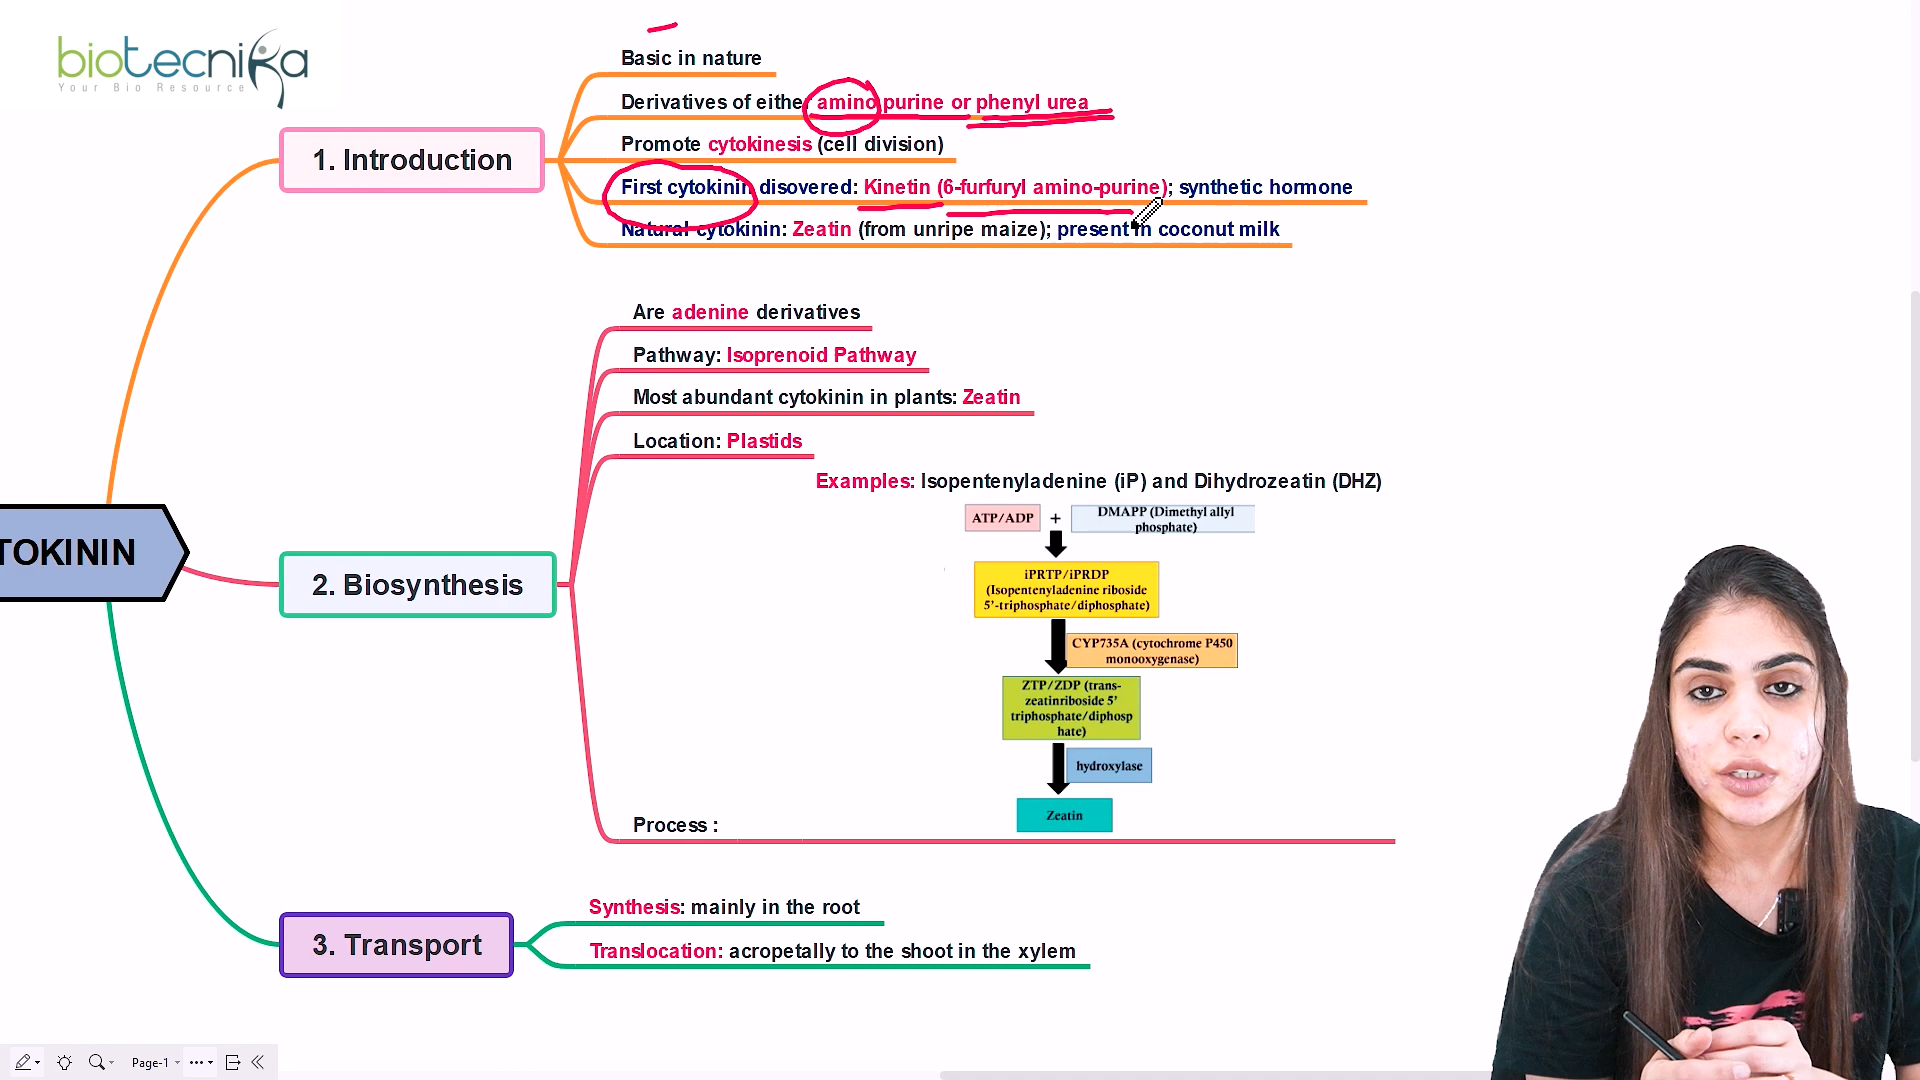 biotecnika
Your Bio Resource
Basic in nature
Derivatives of either amino purine or phenyl urea
Promote cytokinesis (cell division)
1. Introduction
First cytokinin disovered: Kinetin (6-furfuryl amino-purine); synthetic hormone
Natural cytokinin: Zeatin (from unripe maize); present in coconut milk
Are adenine derivatives
Pathway: Isoprenoid Pathway
Most abundant cytokinin in plants: Zeatin
Location: Plastids
Examples: Isopentenyladenine (iP) and Dihydrozeatin (DHZ)
ATP/ADP + DMAPP (Dimethyl allyl
phosphate)
TOKININ
2. Biosynthesis
iPRTP/iPRDP
(Isopentenyladenine riboside
5'-triphosphate/diphosphate)
CYP735A (cytochrome P450
monooxygenase)
ZTP/ZDP (trans-
zeatinriboside 5'
triphosphate/diphosp
hate)
hydroxylase
Zeatin
Process :
3. Transport
Synthesis: mainly in the root
Translocation: acropetally to the shoot in the xylem
Page-1